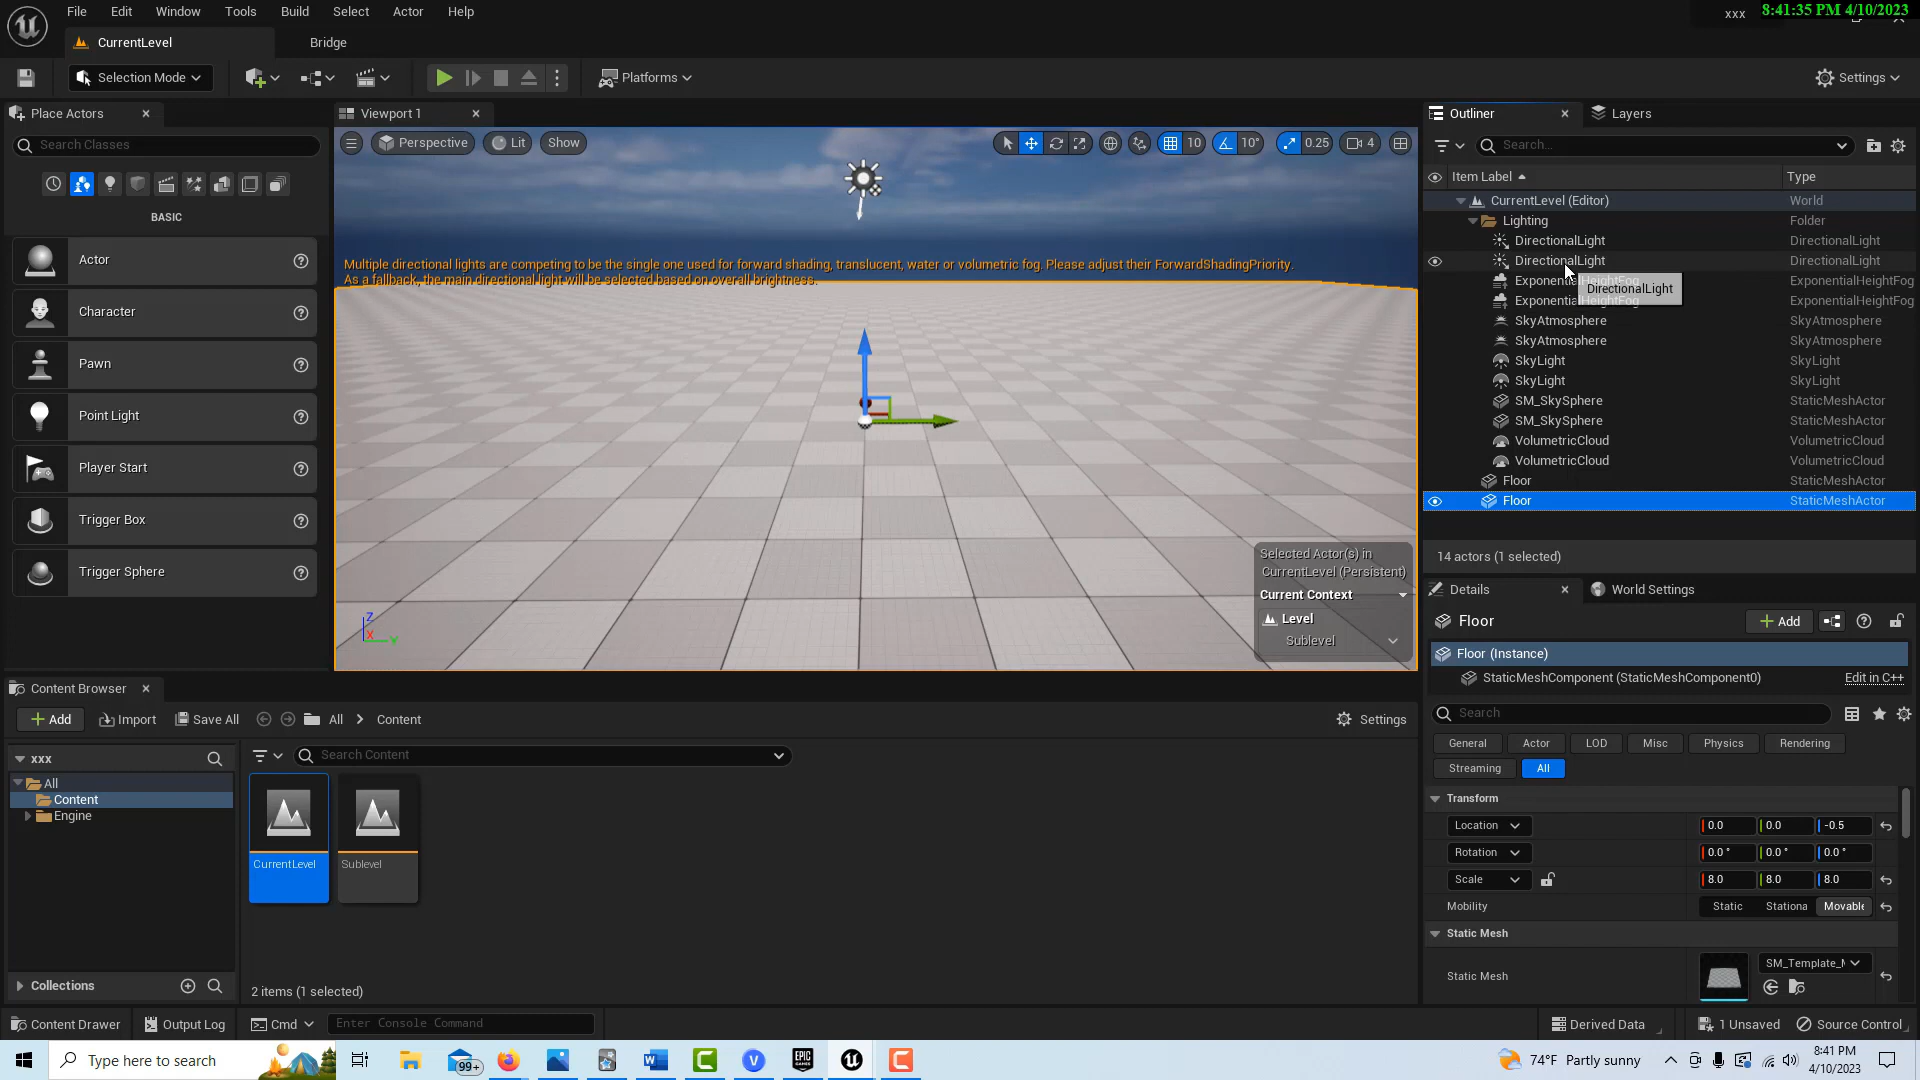 File Edit Window Tools Build Select Actor Help
xxx
8:41:35 PM 4/10/2023
CurrentLevel
Bridge
Selection Mode
Platforms
Settings
Place Actors
Search Classes
BASIC
Actor
Character
Pawn
Point Light
Player Start
Trigger Box
Trigger Sphere
Viewport 1
Perspective
Lit
Show
10
10°
0.25
4
Multiple directional lights are competing to be the single one used for forward shading, translucent, water or volumetric fog. Please adjust their ForwardShadingPriority.
As a fallback, the main directional light will be selected based on overall brightness.
Z
X
Y
Selected Actor(s) in
CurrentLevel (Persistent)
Current Context
Level
Sublevel
Outliner
Layers
Search...
Item Label Type
CurrentLevel (Editor) World
Lighting Folder
DirectionalLight DirectionalLight
DirectionalLight DirectionalLight
ExponentialHeightFog ExponentialHeightFog
ExponentialHeightFog ExponentialHeightFog
DirectionalLight
SkyAtmosphere SkyAtmosphere
SkyAtmosphere SkyAtmosphere
SkyLight SkyLight
SkyLight SkyLight
SM_SkySphere StaticMeshActor
SM_SkySphere StaticMeshActor
VolumetricCloud VolumetricCloud
VolumetricCloud VolumetricCloud
Floor StaticMeshActor
Floor StaticMeshActor
14 actors (1 selected)
Details
World Settings
Floor
Add
Floor (Instance)
StaticMeshComponent (StaticMeshComponent0) Edit in C++
Search
General Actor LOD Misc Physics Rendering
Streaming All
Transform
Location 0.0 0.0 -0.5
Rotation 0.0 ° 0.0 ° 0.0 °
Scale 8.0 8.0 8.0
Mobility Static Stationa Movable
Static Mesh
Static Mesh SM_Template_M
Content Browser
Add Import Save All All Content Settings
xxx
All
Content
Engine
Collections
Search Content
CurrentLevel
Sublevel
2 items (1 selected)
Content Drawer Output Log Cmd Enter Console Command
Derived Data 1 Unsaved Source Control
Type here to search
99+
74°F Partly sunny
8:41 PM
4/10/2023